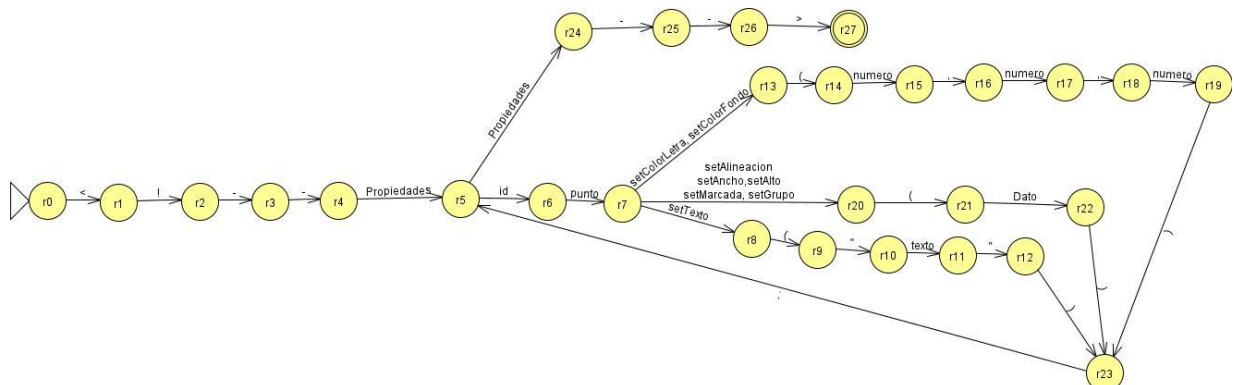 r24 - r25 - r26 > r27
Propiedades
r13 ( r14 numero r15 , r16 numero r17 , r18 numero r19
setColorLetra, setColorFondo
r0 < r1 ! r2 - r3 - r4 Propiedades r5 id r6 punto r7
setAlineacion
setAncho,setAlto
setMarcada, setGrupo
r20 ( r21 Dato r22
setTexto
r8 ( r9 " r10 texto r11 " r12
)
)
)
;
r23